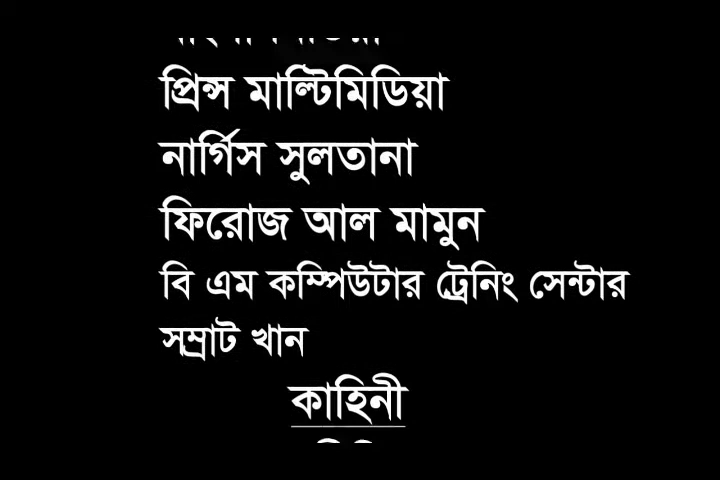 প্রিন্স মাল্টিমিডিয়া
নার্গিস সুলতানা
ফিরোজ আল মামুন
বি এম কম্পিউটার ট্রেনিং সেন্টার
সম্রাট খান
কাহিনী